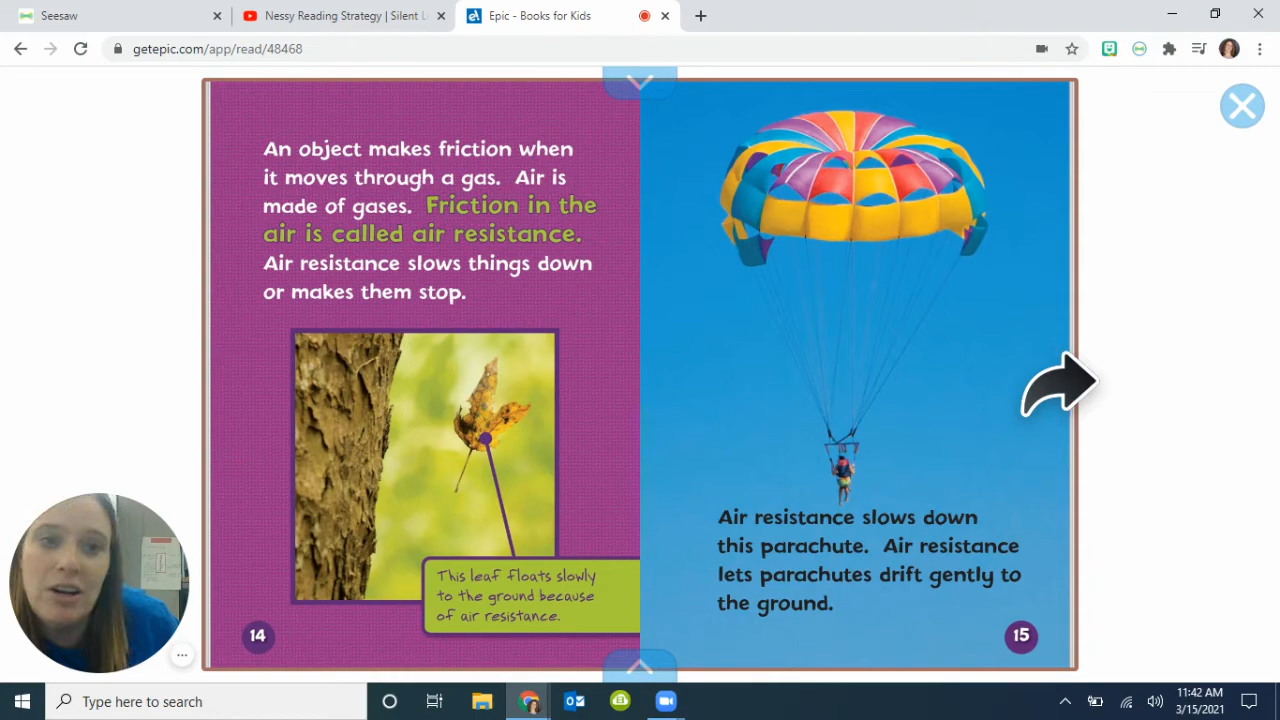 Seesaw
Nessy Reading Strategy | Silent L
Epic - Books for Kids
getepic.com/app/read/48468
An object makes friction when
it moves through a gas. Air is
made of gases. Friction in the
air is called air resistance.
Air resistance slows things down
or makes them stop.
This leaf floats slowly
to the ground because
of air resistance.
14
Air resistance slows down
this parachute. Air resistance
lets parachutes drift gently to
the ground.
15
Type here to search
11:42 AM
3/15/2021